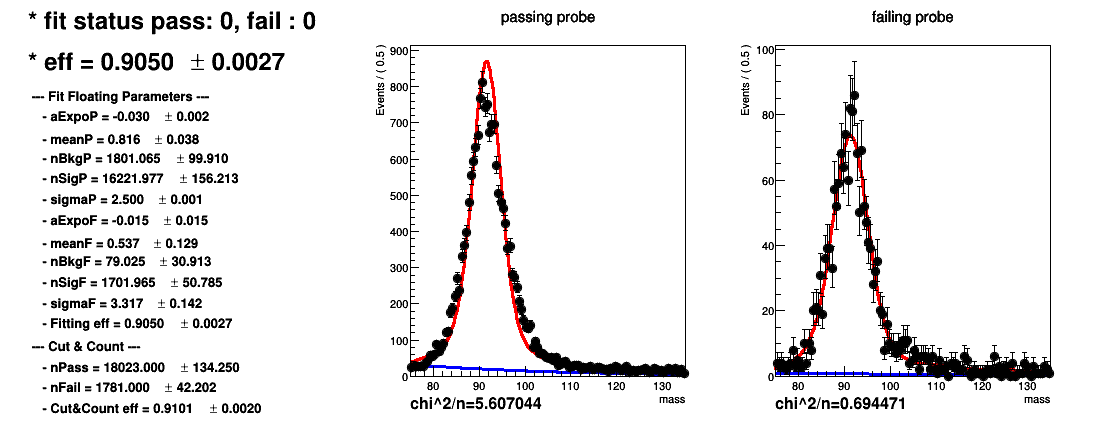 * fit status pass: 0, fail : 0
* eff = 0.9050 ± 0.0027
--- Fit Floating Parameters ---
- aExpoP = -0.030 ± 0.002
- meanP = 0.816 ± 0.038
- nBkgP = 1801.065 ± 99.910
- nSigP = 16221.977 ± 156.213
- sigmaP = 2.500 ± 0.001
- aExpoF = -0.015 ± 0.015
- meanF = 0.537 ± 0.129
- nBkgF = 79.025 ± 30.913
- nSigF = 1701.965 ± 50.785
- sigmaF = 3.317 ± 0.142
- Fitting eff = 0.9050 ± 0.0027
--- Cut & Count ---
- nPass = 18023.000 ± 134.250
- nFail = 1781.000 ± 42.202
- Cut&Count eff = 0.9101 ± 0.0020
passing probe
Events / ( 0.5 )
900
800
700
600
500
400
300
200
100
0
80 90 100 110 120 130
mass
chi^2/n=5.607044
failing probe
Events / ( 0.5 )
100
80
60
40
20
0
80 90 100 110 120 130
mass
chi^2/n=0.694471